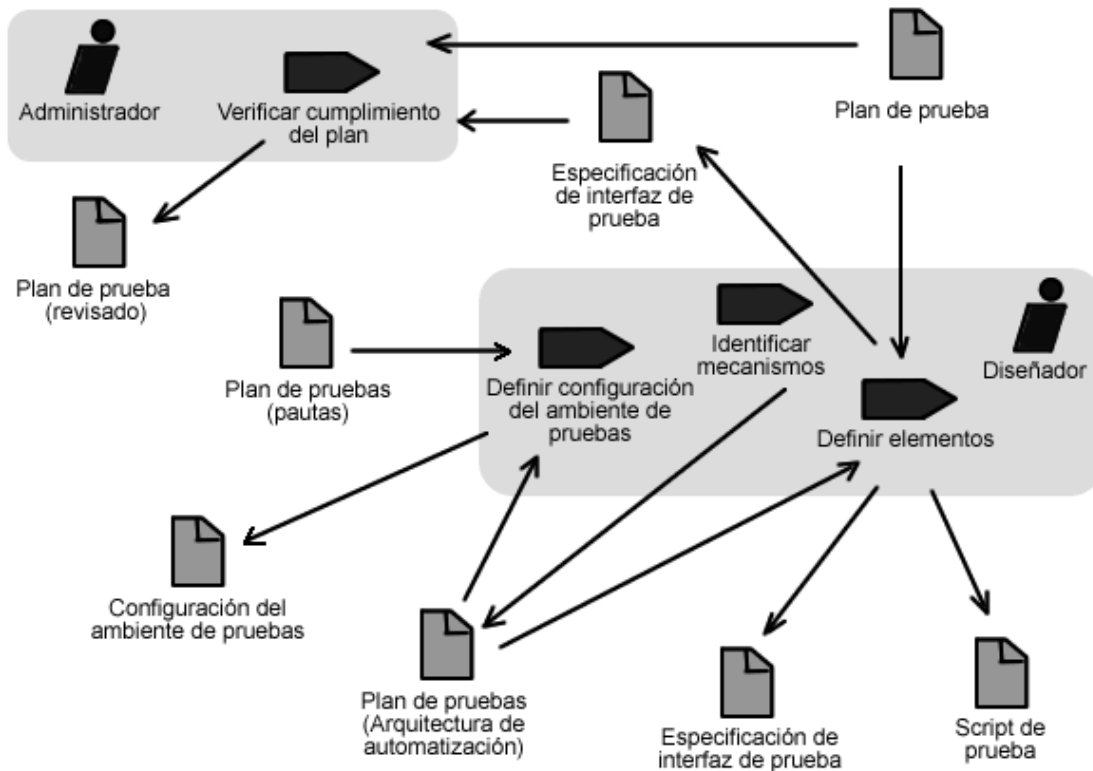 Administrador
Verificar cumplimiento
del plan
Plan de prueba
Especificación
de interfaz de
prueba
Plan de prueba
(revisado)
Plan de pruebas
(pautas)
Definir configuración
del ambiente de
pruebas
Identificar
mecanismos
Diseñador
Definir elementos
Configuración del
ambiente de pruebas
Plan de pruebas
(Arquitectura de
automatización)
Especificación de
interfaz de prueba
Script de
prueba